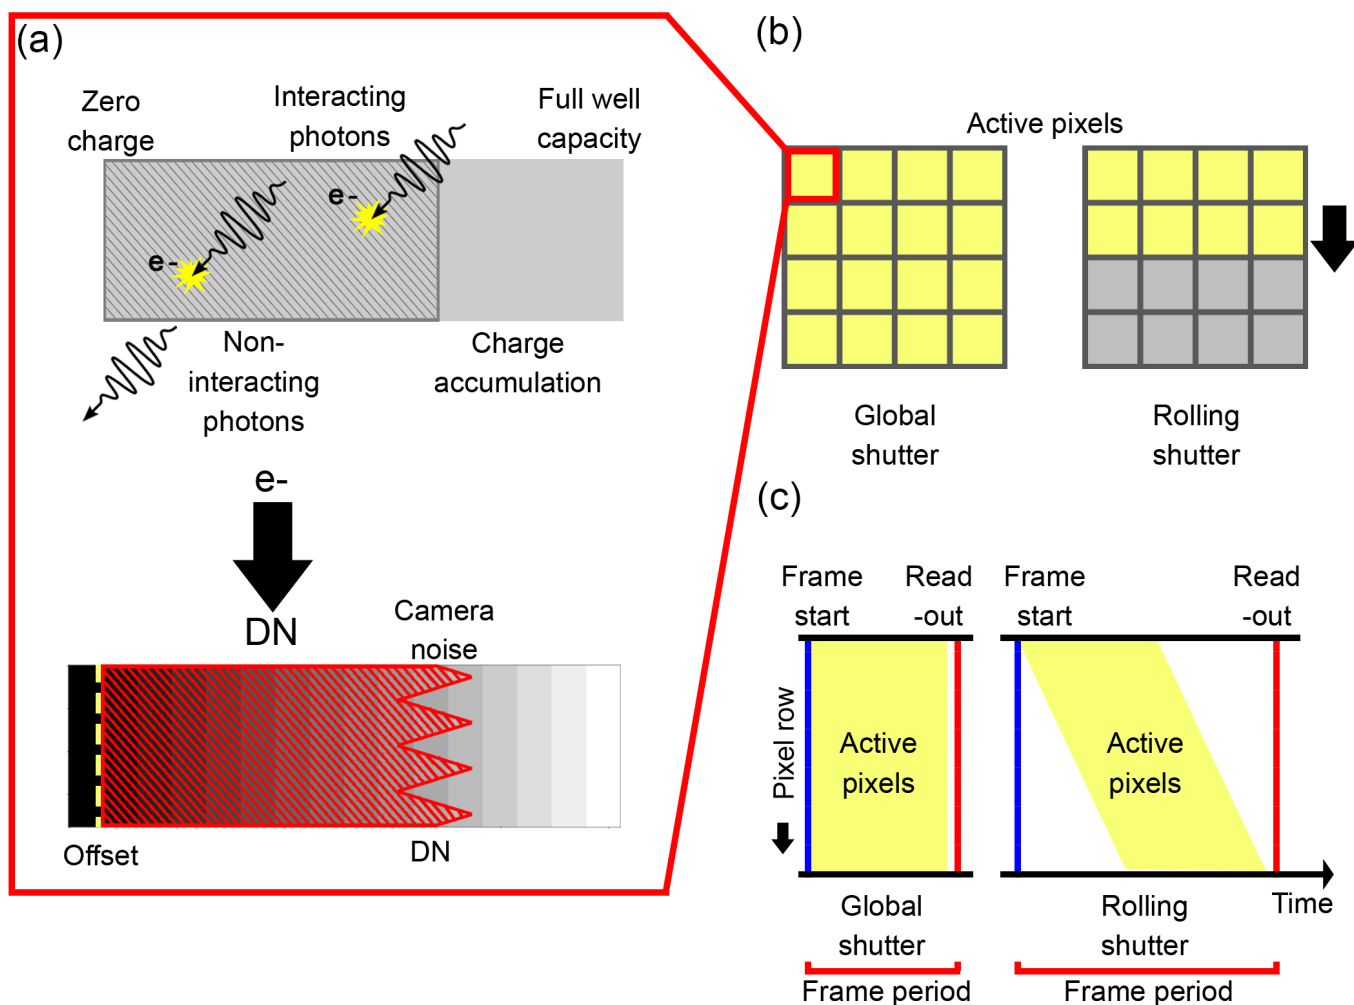 (a)
Zero
charge
Interacting
photons
Full well
capacity
e-
e-
Non-
interacting
photons
Charge
accumulation
e-
DN
Camera
noise
Offset
DN
(b)
Active pixels
Global
shutter
Rolling
shutter
(c)
Frame
start
Read
-out
Frame
start
Read
-out
Pixel row
Active
pixels
Active
pixels
Time
Global
shutter
Rolling
shutter
Frame period
Frame period